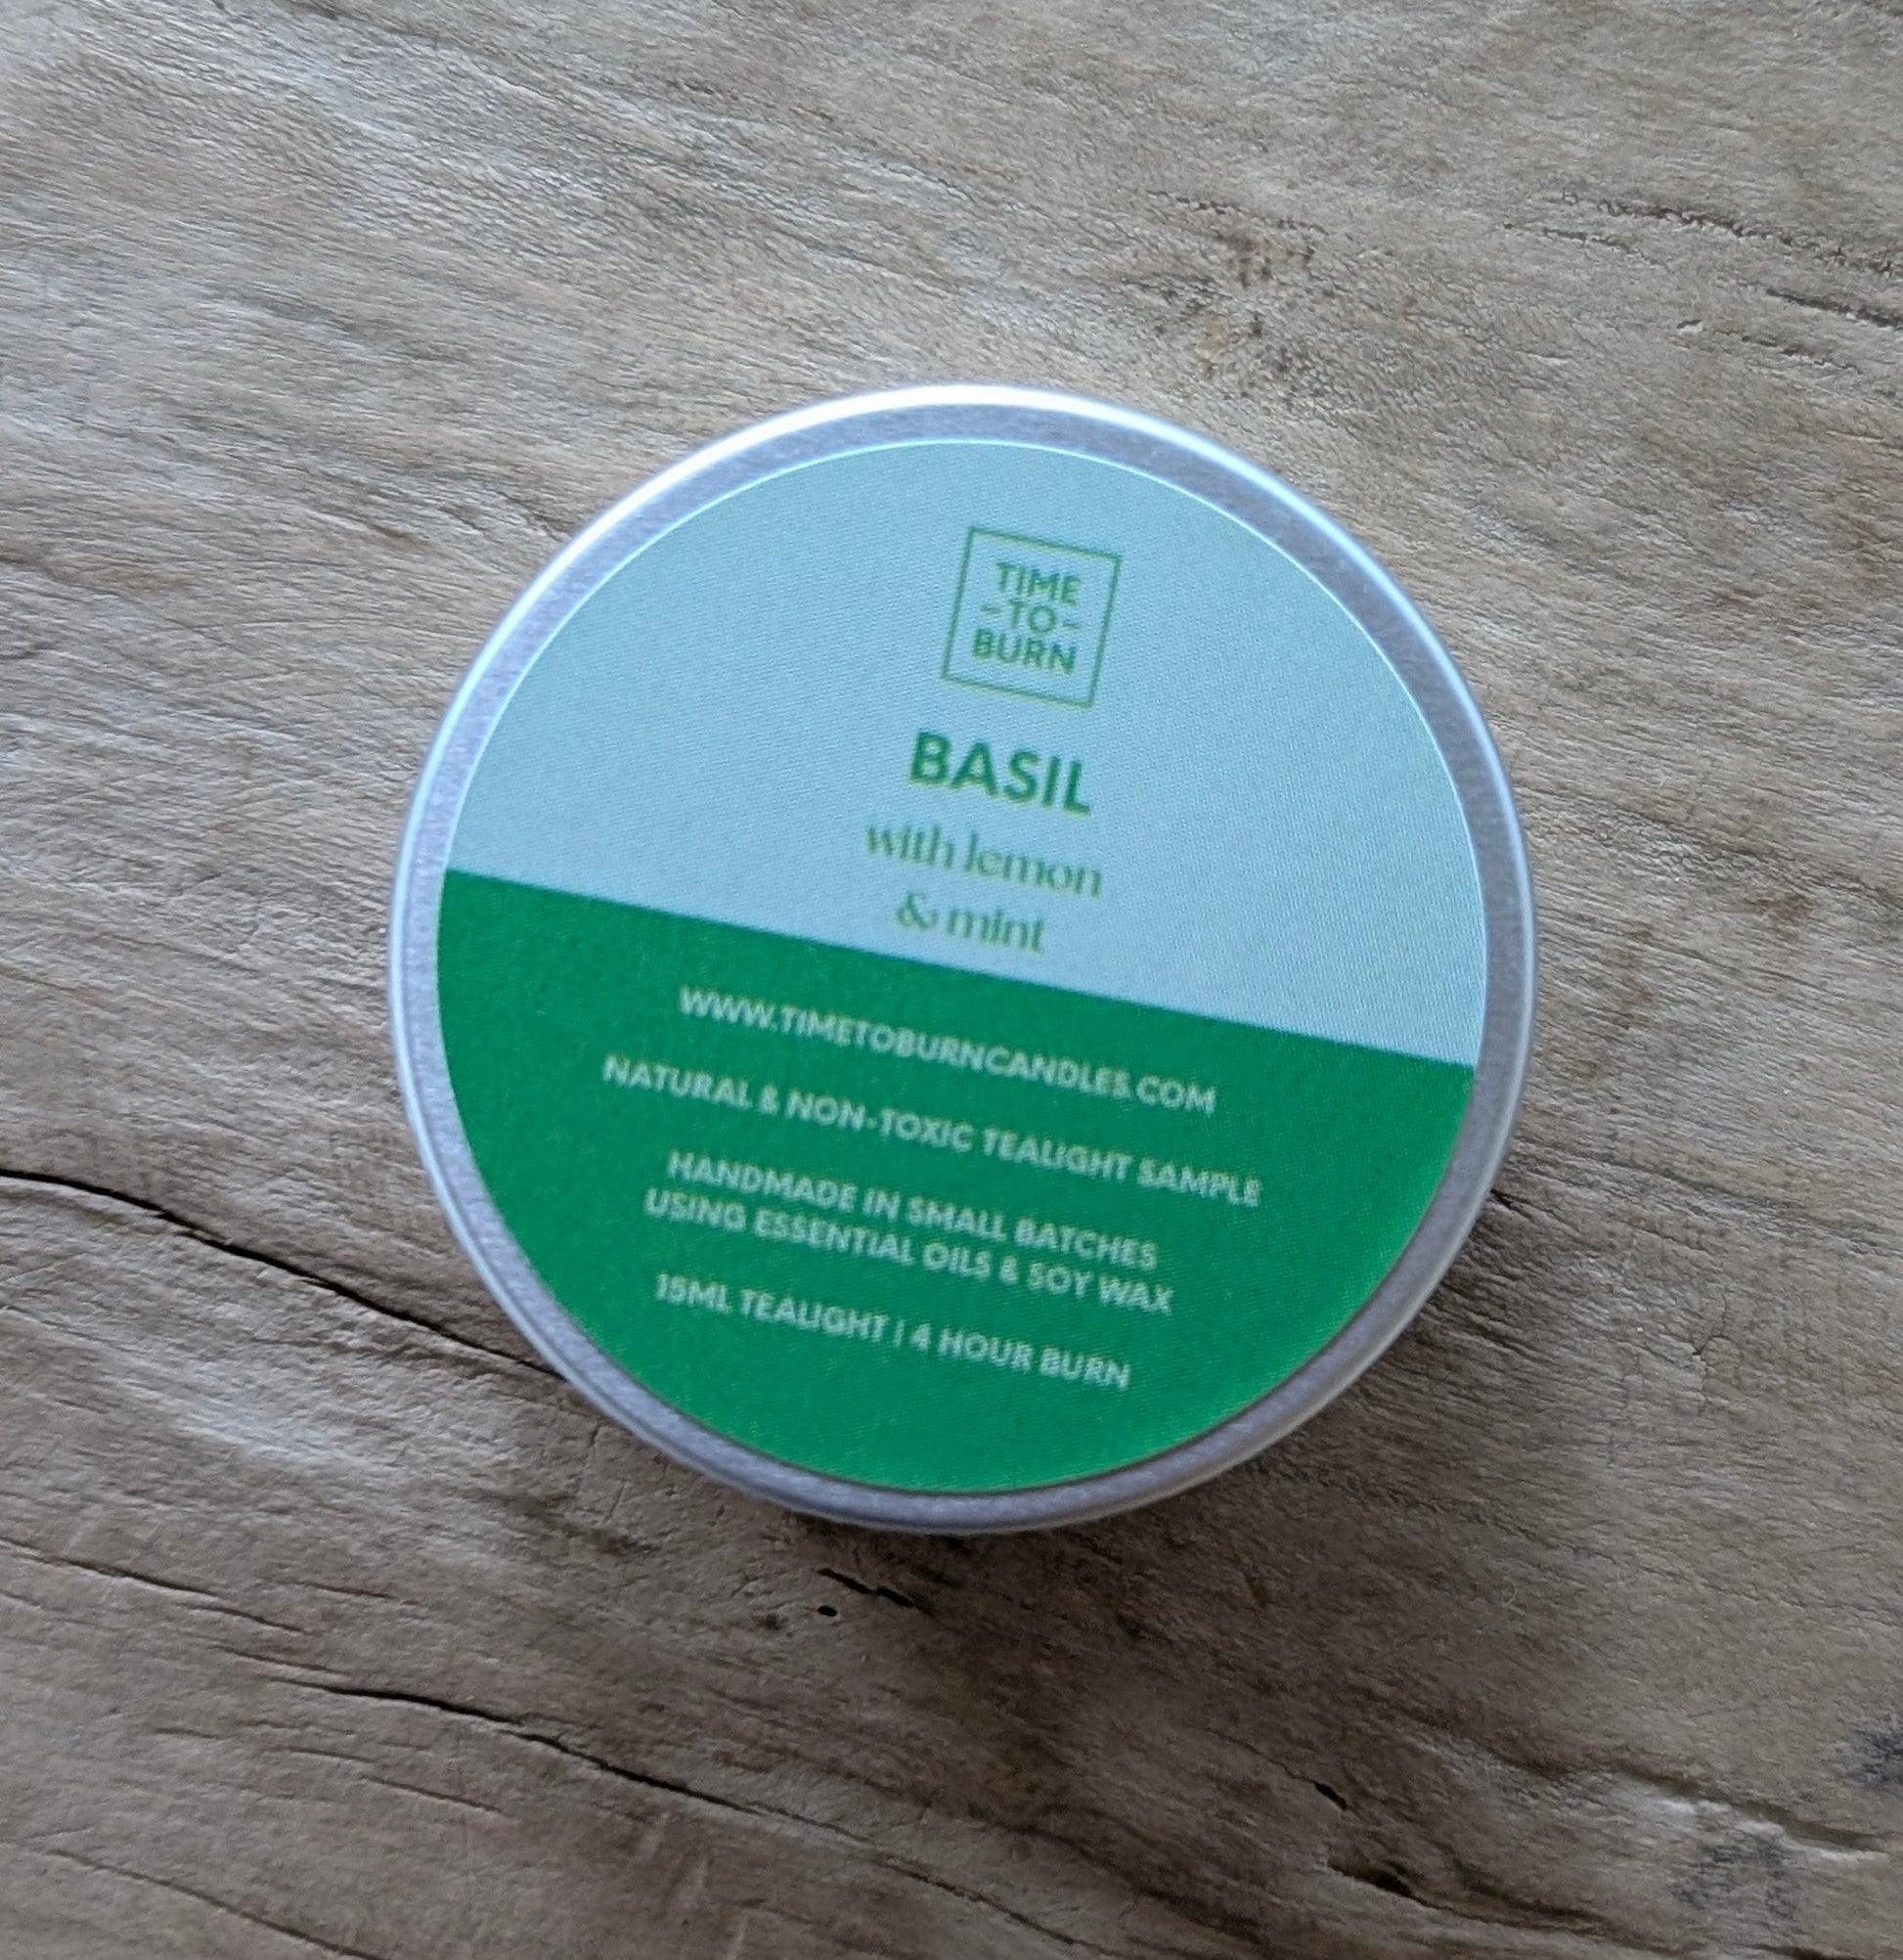 TIME
-TO-
BURN
BASIL
with lemon
& mint
WWW.TIMETOBURNCANDLES.COM
NATURAL & NON-TOXIC TEALIGHT SAMPLE
HANDMADE IN SMALL BATCHES
USING ESSENTIAL OILS & SOY WAX
15ML TEALIGHT | 4 HOUR BURN